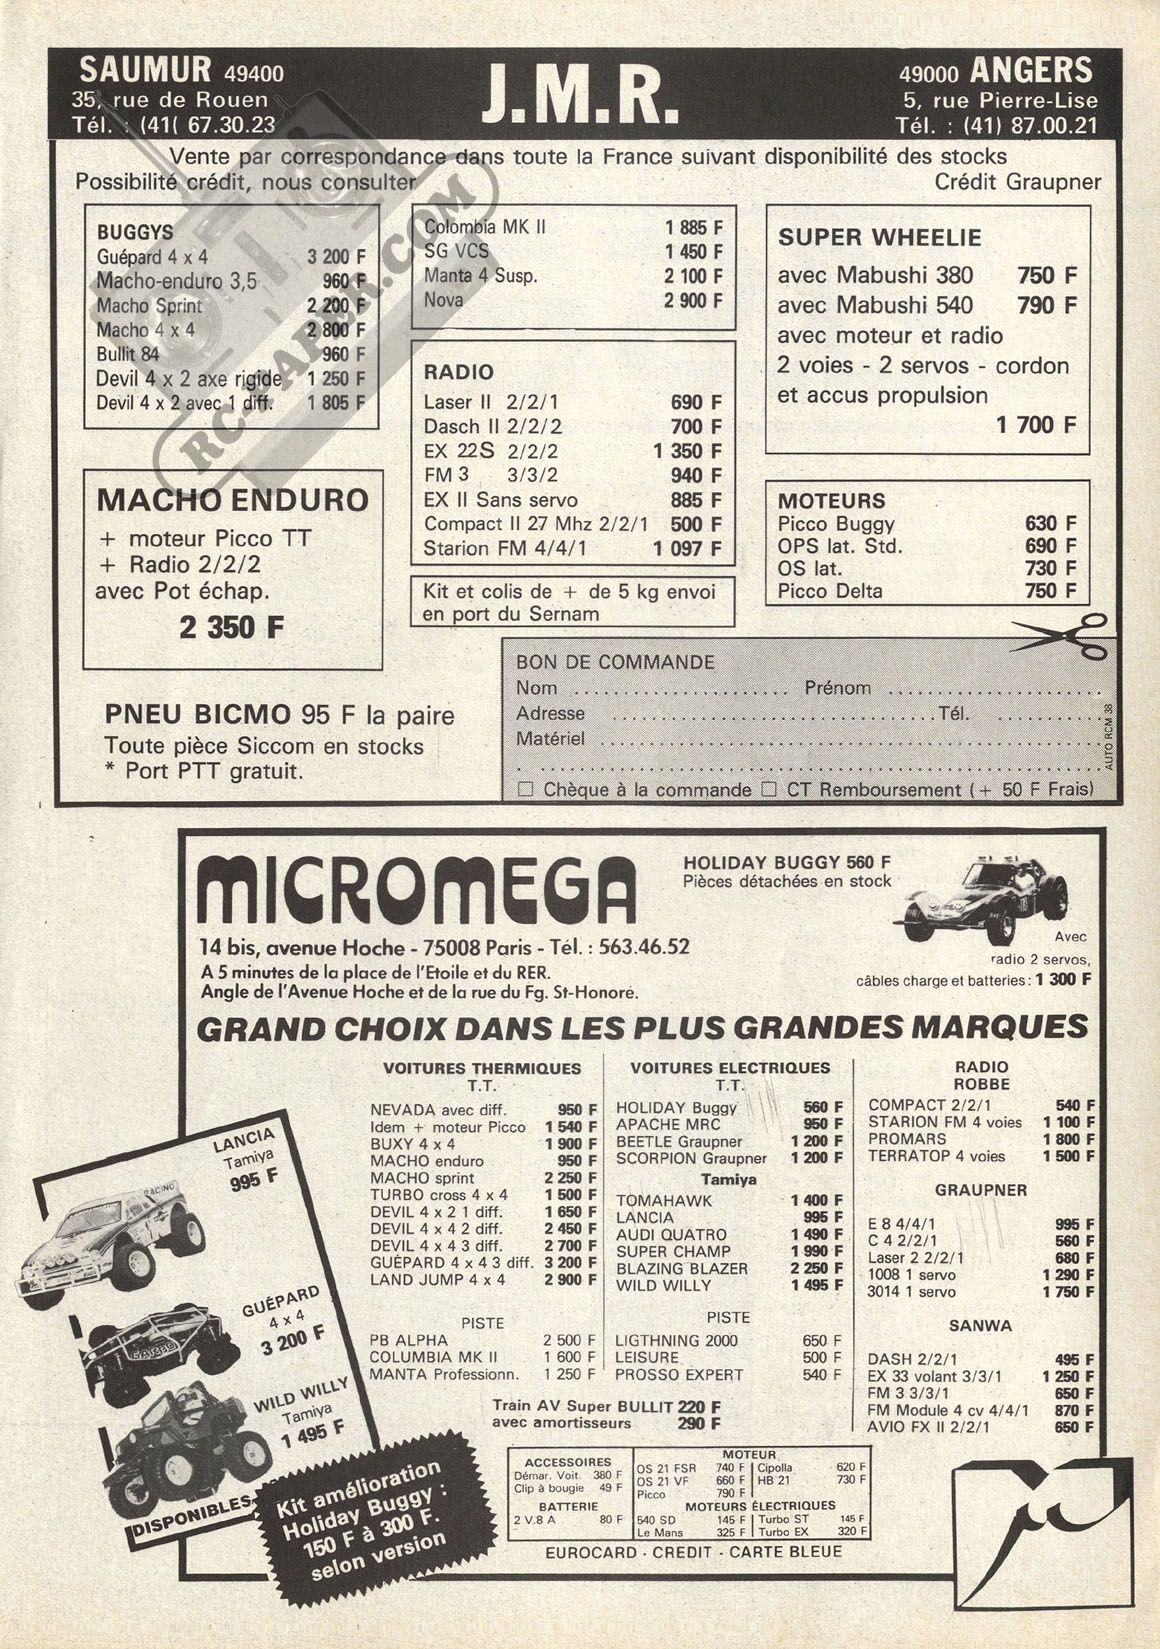 SAUMUR 49400
35, rue de Rouen
Tél. : (41( 67.30.23
J.M.R.
49000 ANGERS
5, rue Pierre-Lise
Tél. : (41) 87.00.21
Vente par correspondance dans toute la France suivant disponibilité des stocks
Possibilité crédit, nous consulter
Crédit Graupner
BUGGYS
Guépard 4 x 4 3 200 F
Macho-enduro 3,5 960 F
Macho Sprint 2 200 F
Macho 4 x 4 2 800 F
Bullit 84 960 F
Devil 4 x 2 axe rigide 1 250 F
Devil 4 x 2 avec 1 diff. 1 805 F
MACHO ENDURO
+ moteur Picco TT
+ Radio 2/2/2
avec Pot échap.
2 350 F
PNEU BICMO 95 F la paire
Toute pièce Siccom en stocks
* Port PTT gratuit.
Colombia MK II 1 885 F
SG VCS 1 450 F
Manta 4 Susp. 2 100 F
Nova 2 900 F
RADIO
Laser II 2/2/1 690 F
Dasch II 2/2/2 700 F
EX 22S 2/2/2 1 350 F
FM 3 3/3/2 940 F
EX II Sans servo 885 F
Compact II 27 Mhz 2/2/1 500 F
Starion FM 4/4/1 1 097 F
Kit et colis de + de 5 kg envoi
en port du Sernam
SUPER WHEELIE
avec Mabushi 380 750 F
avec Mabushi 540 790 F
avec moteur et radio
2 voies - 2 servos - cordon
et accus propulsion
1 700 F
MOTEURS
Picco Buggy 630 F
OPS lat. Std. 690 F
OS lat. 730 F
Picco Delta 750 F
BON DE COMMANDE
Nom ..................... Prénom .....................
Adresse ................................ Tél. ..........
Matériel ..................................................
..........................................................
☐ Chèque à la commande ☐ CT Remboursement (+ 50 F Frais)
AUTO RCM 38
RC-PAPER.COM
MICROMEGA
14 bis, avenue Hoche - 75008 Paris - Tél. : 563.46.52
A 5 minutes de la place de l'Etoile et du RER.
Angle de l'Avenue Hoche et de la rue du Fg. St-Honoré.
HOLIDAY BUGGY 560 F
Pièces détachées en stock
Avec
radio 2 servos,
câbles charge et batteries : 1 300 F
GRAND CHOIX DANS LES PLUS GRANDES MARQUES
VOITURES THERMIQUES
T.T.
NEVADA avec diff. 950 F
Idem + moteur Picco 1 540 F
BUXY 4 x 4 1 900 F
MACHO enduro 950 F
MACHO sprint 2 250 F
TURBO cross 4 x 4 1 500 F
DEVIL 4 x 2 1 diff. 1 650 F
DEVIL 4 x 4 2 diff. 2 450 F
DEVIL 4 x 4 3 diff. 2 700 F
GUÉPARD 4 x 4 3 diff. 3 200 F
LAND JUMP 4 x 4 2 900 F
PISTE
PB ALPHA 2 500 F
COLUMBIA MK II 1 600 F
MANTA Professionn. 1 250 F
VOITURES ELECTRIQUES
T.T.
HOLIDAY Buggy 560 F
APACHE MRC 950 F
BEETLE Graupner 1 200 F
SCORPION Graupner 1 200 F
Tamiya
TOMAHAWK 1 400 F
LANCIA 995 F
AUDI QUATRO 1 490 F
SUPER CHAMP 1 990 F
BLAZING BLAZER 2 250 F
WILD WILLY 1 495 F
PISTE
LIGTHNING 2000 650 F
LEISURE 500 F
PROSSO EXPERT 540 F
RADIO
ROBBE
COMPACT 2/2/1 540 F
STARION FM 4 voies 1 100 F
PROMARS 1 800 F
TERRATOP 4 voies 1 500 F
GRAUPNER
E 8 4/4/1 995 F
C 4 2/2/1 560 F
Laser 2 2/2/1 680 F
1008 1 servo 1 290 F
3014 1 servo 1 750 F
SANWA
DASH 2/2/1 495 F
EX 33 volant 3/3/1 1 250 F
FM 3 3/3/1 650 F
FM Module 4 cv 4/4/1 870 F
AVIO FX II 2/2/1 650 F
Train AV Super BULLIT 220 F
avec amortisseurs 290 F
ACCESSOIRES
Démar. Voit. 380 F
Clip à bougie 49 F
BATTERIE
2 V.8 A 80 F
MOTEUR
OS 21 FSR 740 F
OS 21 VF 660 F
Picco 790 F
Cipolla 620 F
HB 21 730 F
MOTEURS ÉLECTRIQUES
540 SD 145 F
Le Mans 325 F
Turbo ST 145 F
Turbo EX 320 F
EUROCARD - CREDIT - CARTE BLEUE
LANCIA
Tamiya
995 F
RACING
GUÉPARD
4 x 4
3 200 F
WILD WILLY
Tamiya
1 495 F
DISPONIBLES
Kit amélioration
Holiday Buggy :
150 F à 300 F.
selon version
µ